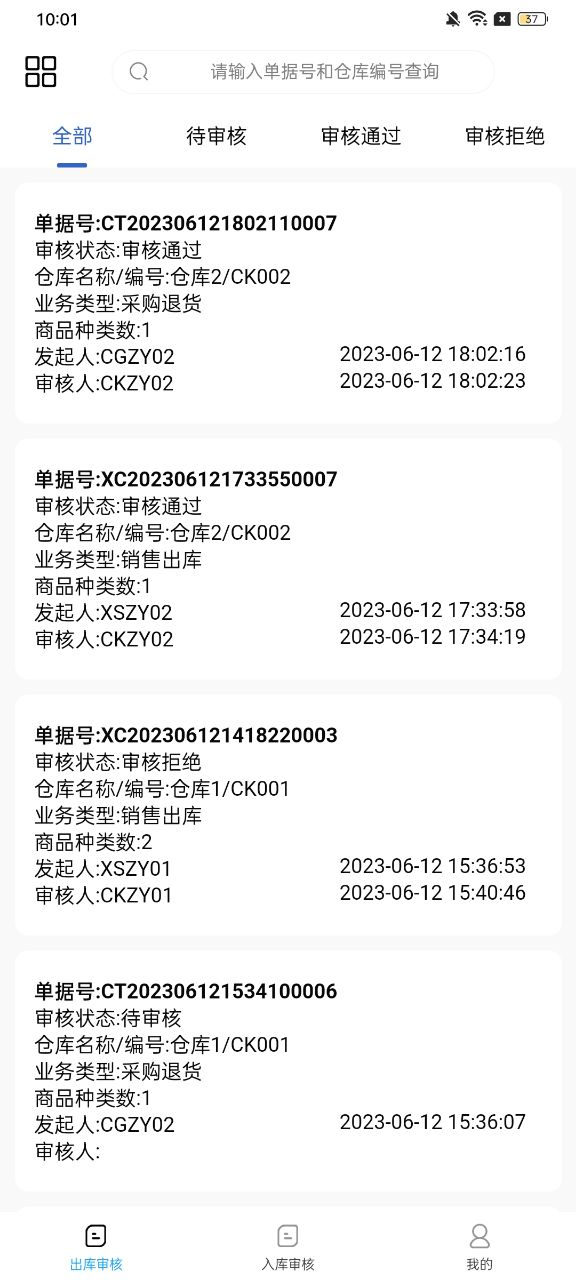 10:01
37
请输入单据号和仓库编号查询
全部 待审核 审核通过 审核拒绝
单据号:CT202306121802110007
审核状态:审核通过
仓库名称/编号:仓库2/CK002
业务类型:采购退货
商品种类数:1
发起人:CGZY02 2023-06-12 18:02:16
审核人:CKZY02 2023-06-12 18:02:23
单据号:XC202306121733550007
审核状态:审核通过
仓库名称/编号:仓库2/CK002
业务类型:销售出库
商品种类数:1
发起人:XSZY02 2023-06-12 17:33:58
审核人:CKZY02 2023-06-12 17:34:19
单据号:XC202306121418220003
审核状态:审核拒绝
仓库名称/编号:仓库1/CK001
业务类型:销售出库
商品种类数:2
发起人:XSZY01 2023-06-12 15:36:53
审核人:CKZY01 2023-06-12 15:40:46
单据号:CT202306121534100006
审核状态:待审核
仓库名称/编号:仓库1/CK001
业务类型:采购退货
商品种类数:1
发起人:CGZY02 2023-06-12 15:36:07
审核人:
出库审核 入库审核 我的